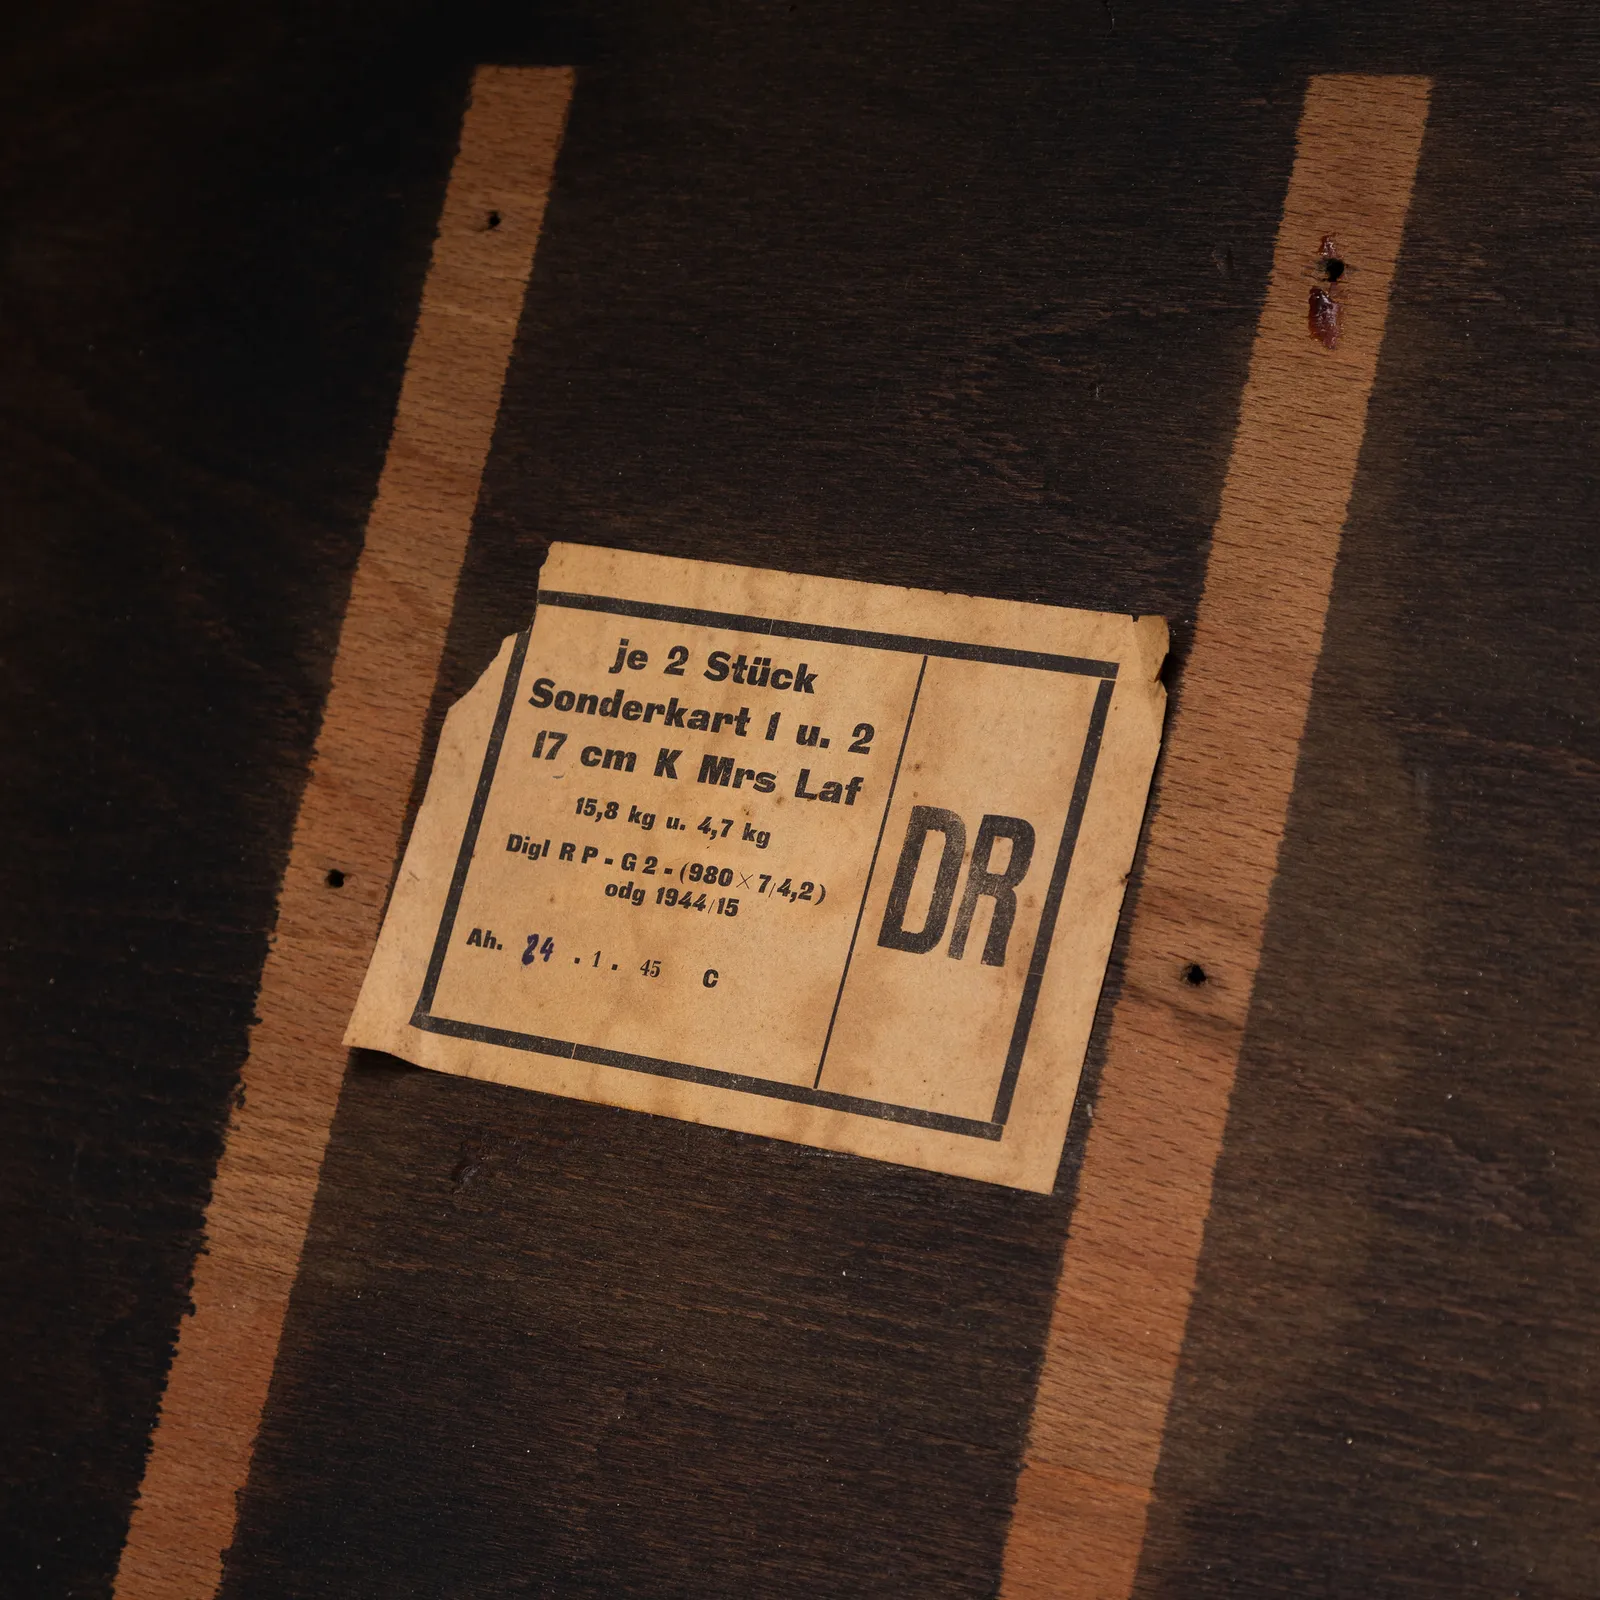 je 2 Stück
Sonderkart 1 u. 2
17 cm K Mrs Laf
15,8 kg u. 4,7 kg
Digl R P - G 2 - (980 × 7/4,2)
odg 1944/15
Ah. 24 . 1 . 45 C
DR